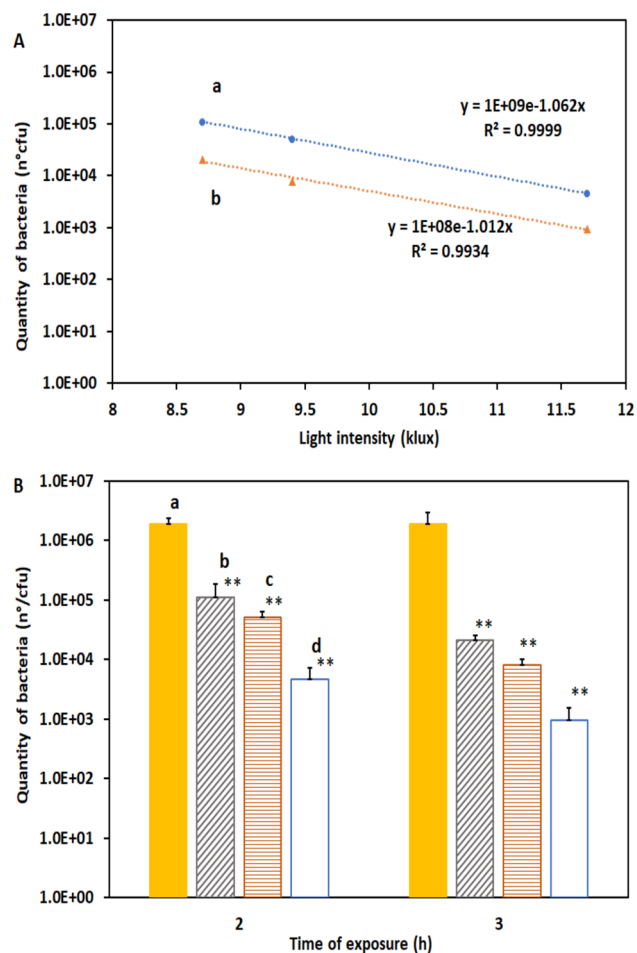 A
Quantity of bacteria (n°cfu)
1.0E+07
1.0E+06
1.0E+05
1.0E+04
1.0E+03
1.0E+02
1.0E+01
1.0E+00
a
b
y = 1E+09e-1.062x
R² = 0.9999
y = 1E+08e-1.012x
R² = 0.9934
8
8.5
9
9.5
10
10.5
11
11.5
12
Light intensity (klux)
B
Quantity of bacteria (n°/cfu)
1.0E+07
1.0E+06
1.0E+05
1.0E+04
1.0E+03
1.0E+02
1.0E+01
1.0E+00
a
b
**
c
**
d
**
**
**
**
2
3
Time of exposure (h)